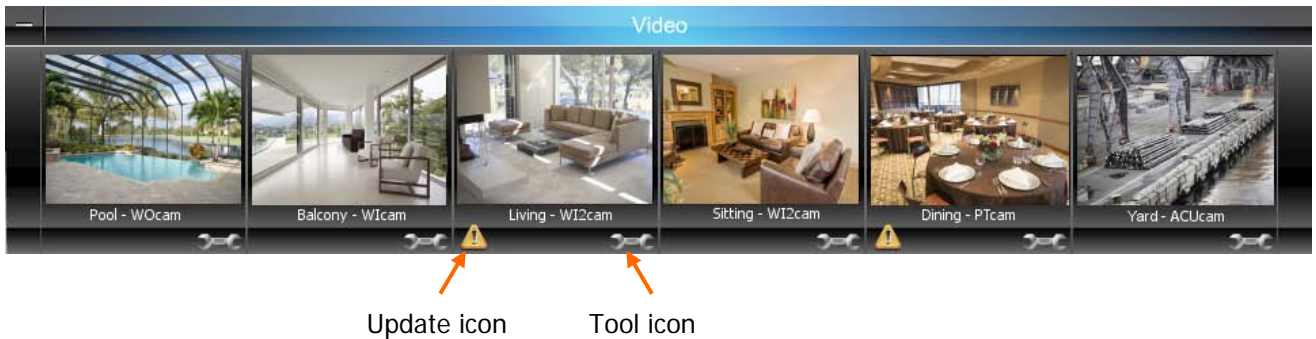 Video
Pool - WOcam
Balcony - WIcam
Living - WI2cam
Sitting - WI2cam
Dining - PTcam
Yard - ACUcam
Update icon
Tool icon